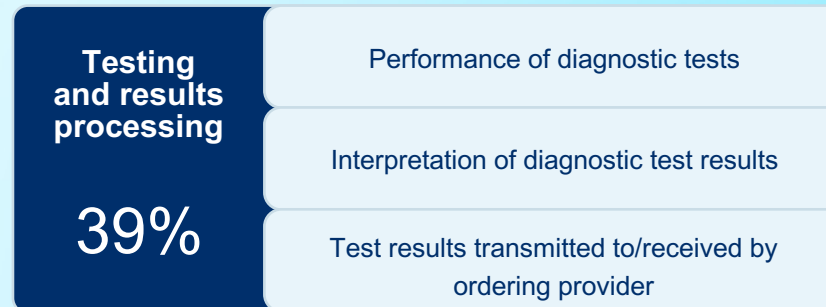 Testing
and results
processing
39%
Performance of diagnostic tests
Interpretation of diagnostic test results
Test results transmitted to/received by
ordering provider